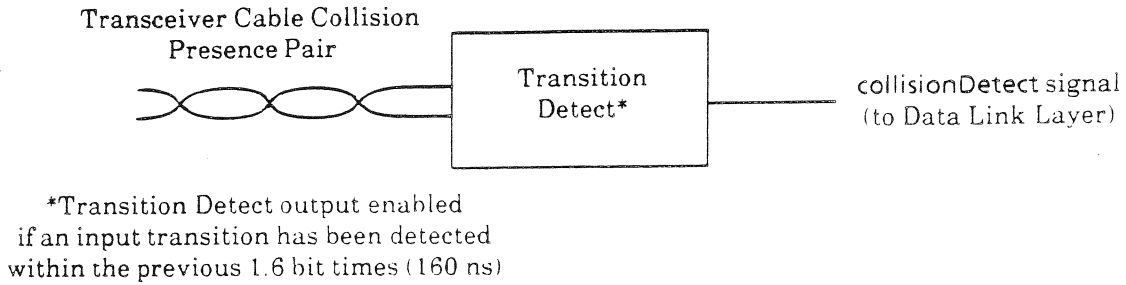 Transceiver Cable Collision
Presence Pair
Transition
Detect*
collisionDetect signal
(to Data Link Layer)
*Transition Detect output enabled
if an input transition has been detected
within the previous 1.6 bit times (160 ns)